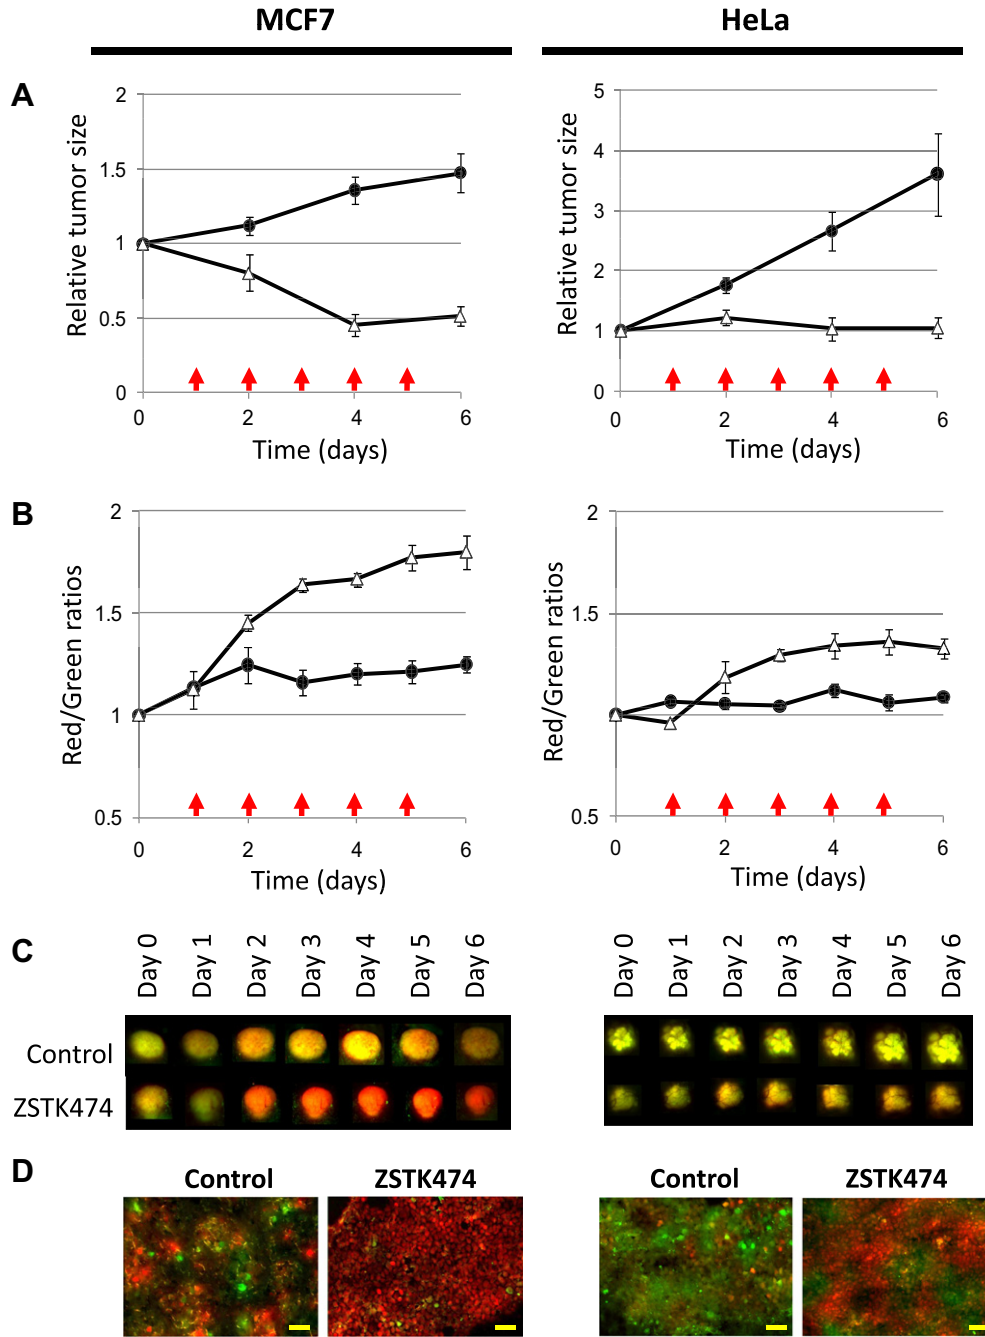 MCF7 HeLa
A
2
1.5
1
0.5
0
0 2 4 6
Relative tumor size
Time (days)
5
4
3
2
1
0
0 2 4 6
Relative tumor size
Time (days)
B
2
1.5
1
0.5
0 2 4 6
Red/Green ratios
Time (days)
2
1.5
1
0.5
0 2 4 6
Red/Green ratios
Time (days)
C
Day 0 Day 1 Day 2 Day 3 Day 4 Day 5 Day 6
Day 0 Day 1 Day 2 Day 3 Day 4 Day 5 Day 6
Control
ZSTK474
D
Control ZSTK474
Control ZSTK474